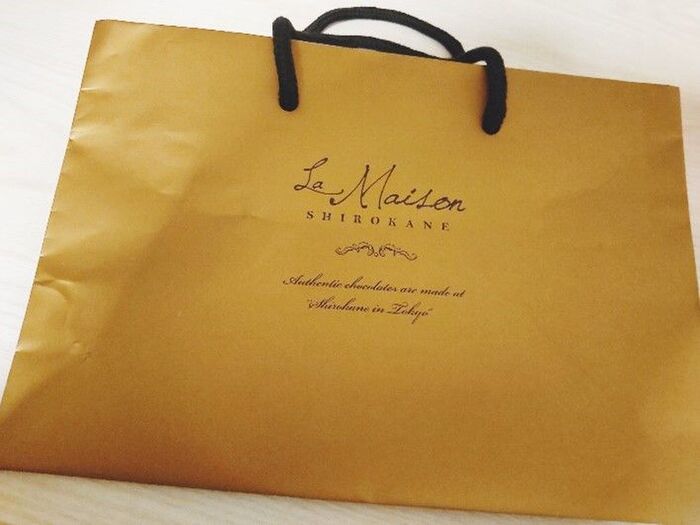 La Maison
SHIROKANE
Authentic chocolates are made at
"Shirokane in Tokyo"